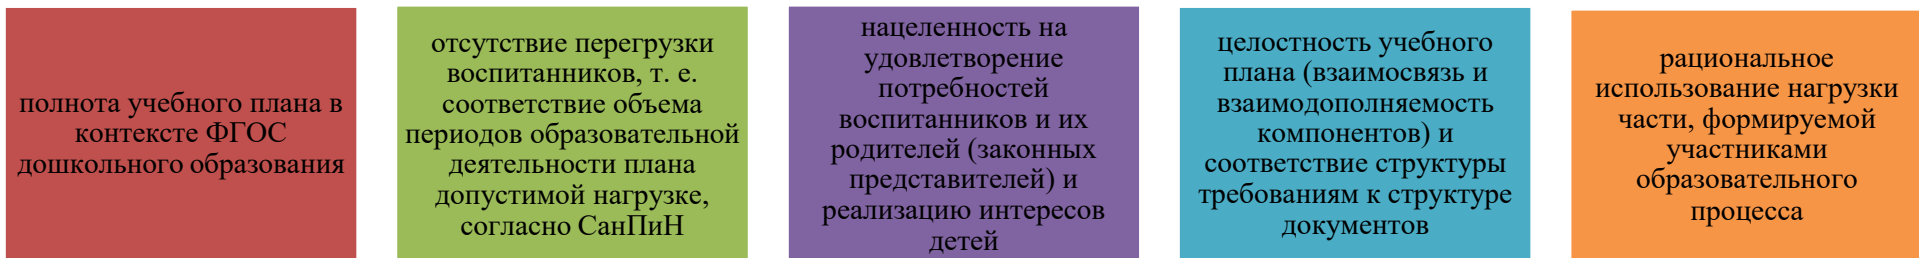 полнота учебного плана в
контексте ФГОС
дошкольного образования
отсутствие перегрузки
воспитанников, т. е.
соответствие объема
периодов образовательной
деятельности плана
допустимой нагрузке,
согласно СанПиН
нацеленность на
удовлетворение
потребностей
воспитанников и их
родителей (законных
представителей) и
реализацию интересов
детей
целостность учебного
плана (взаимосвязь и
взаимодополняемость
компонентов) и
соответствие структуры
требованиям к структуре
документов
рациональное
использование нагрузки
части, формируемой
участниками
образовательного
процесса